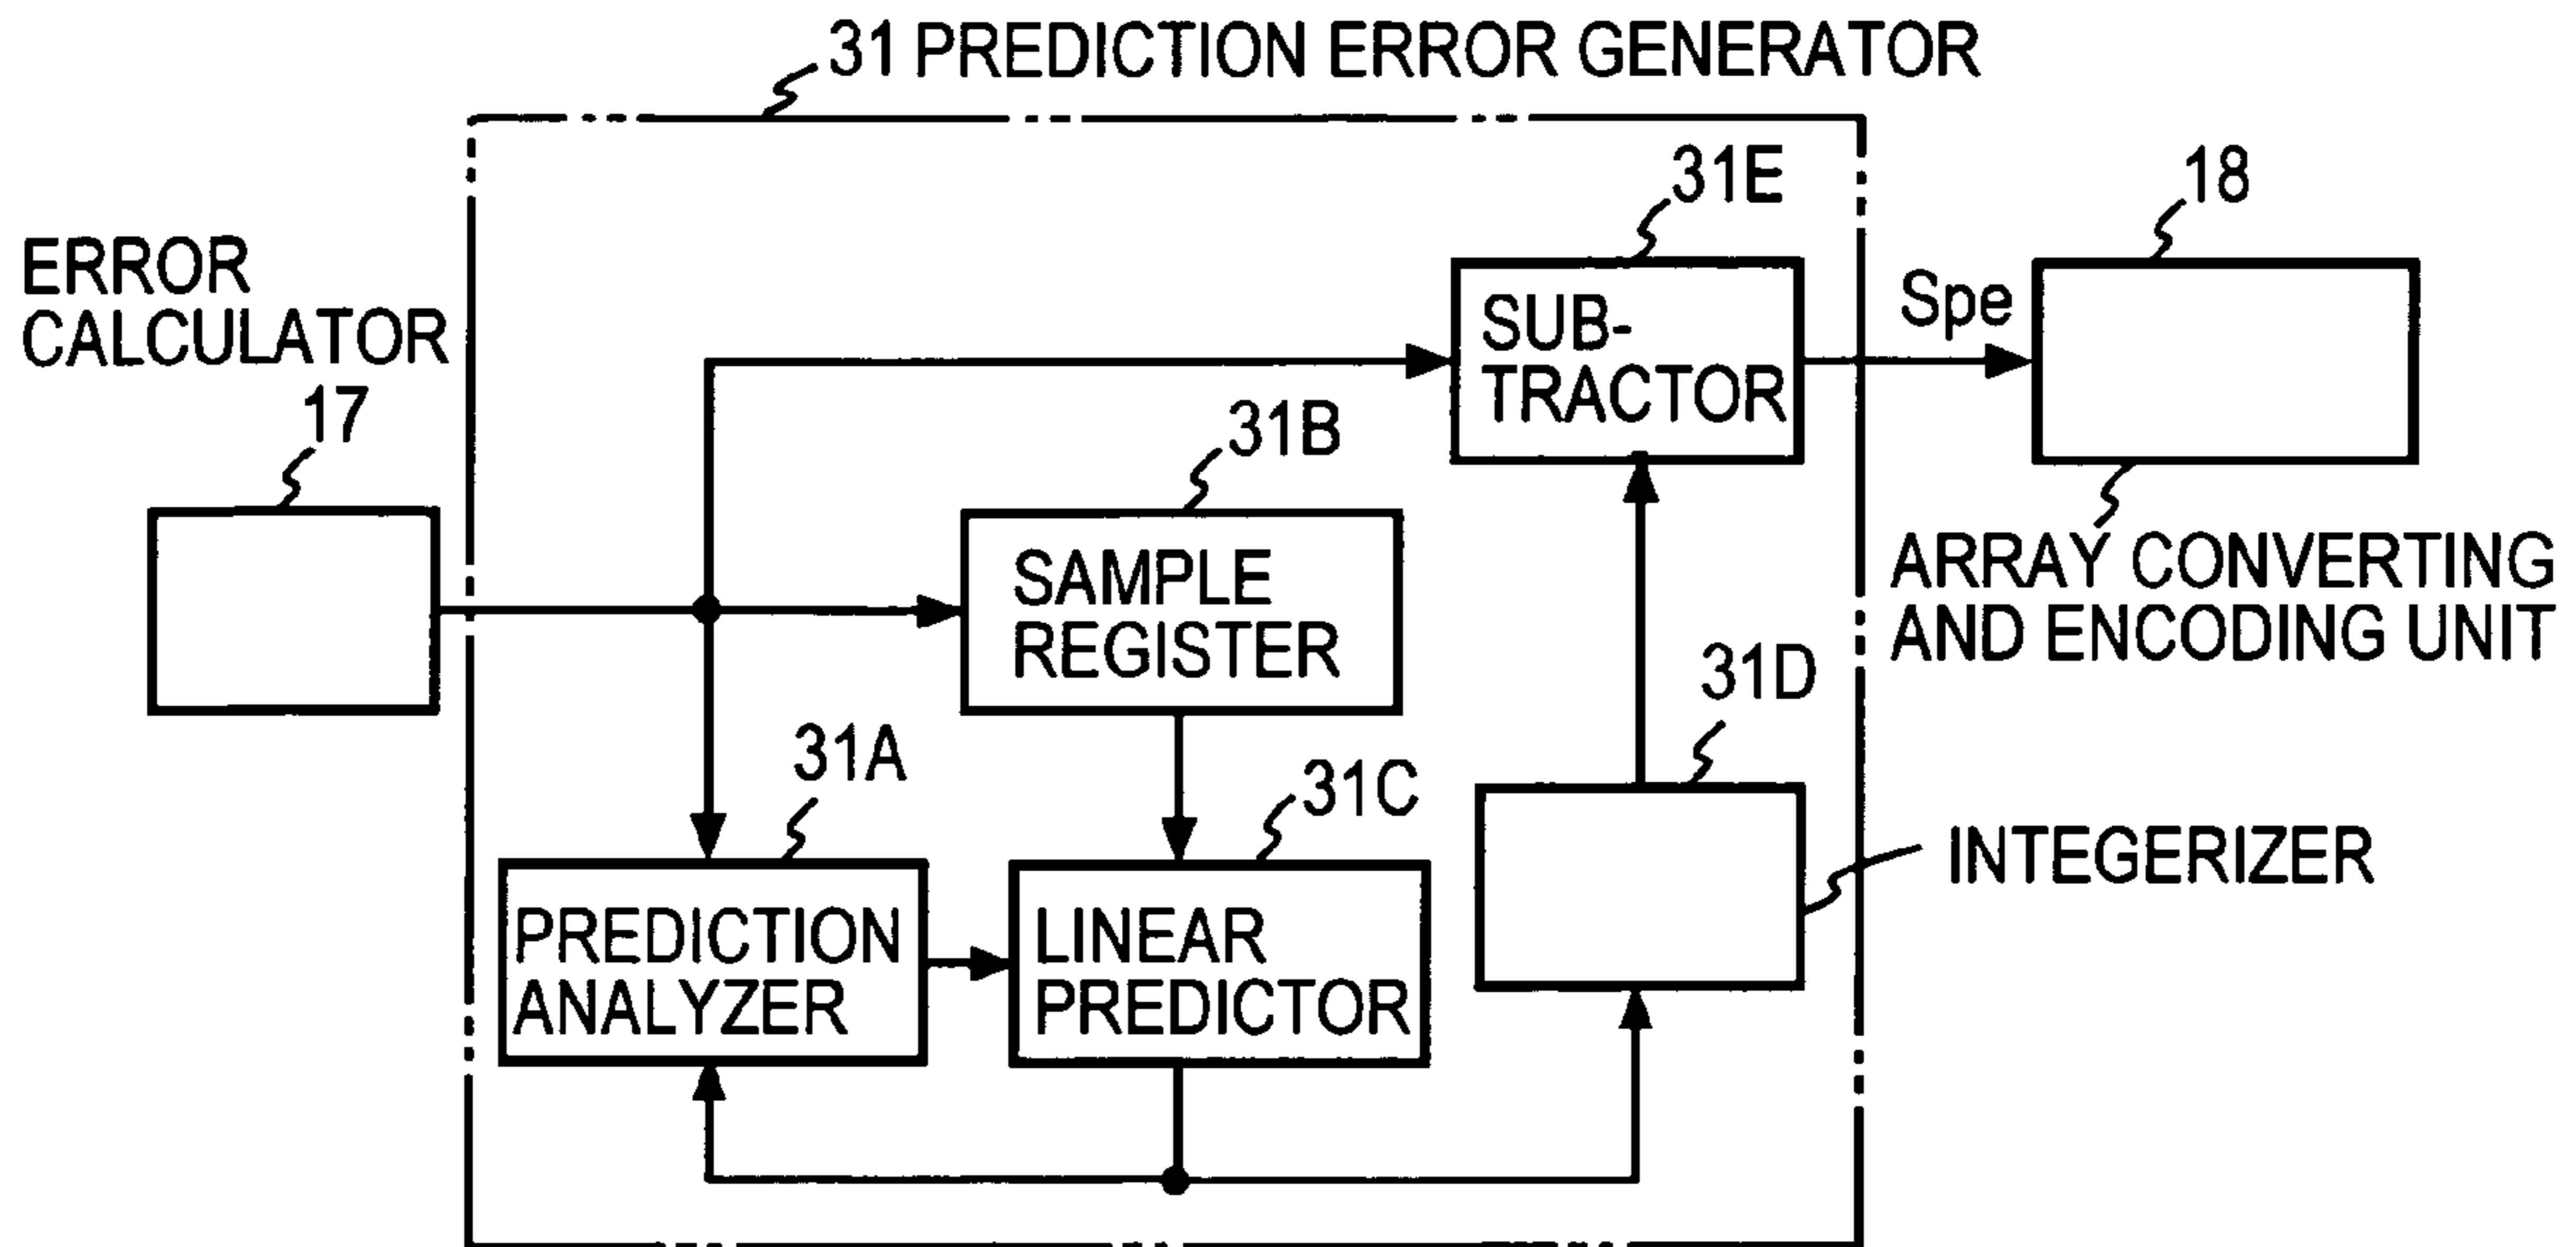 31 PREDICTION ERROR GENERATOR
31E
18
ERROR
CALCULATOR
17
SUB-
TRACTOR
Spe
31B
SAMPLE
REGISTER
ARRAY CONVERTING
AND ENCODING UNIT
31D
31A
31C
INTEGERIZER
PREDICTION
ANALYZER
LINEAR
PREDICTOR